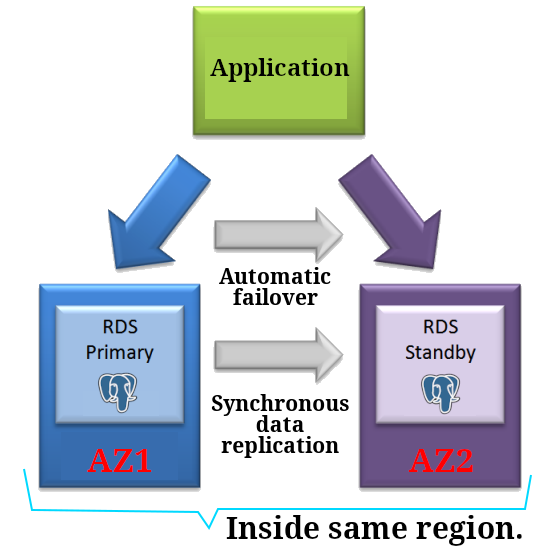 Application
Automatic
failover
RDS
Primary
RDS
Standby
Synchronous
data
replication
AZ1
AZ2
Inside same region.